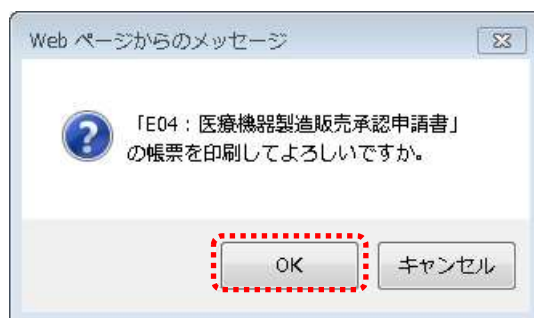 Web ページからのメッセージ
「E04：医療機器製造販売承認申請書」
の帳票を印刷してよろしいですか。
OK
キャンセル